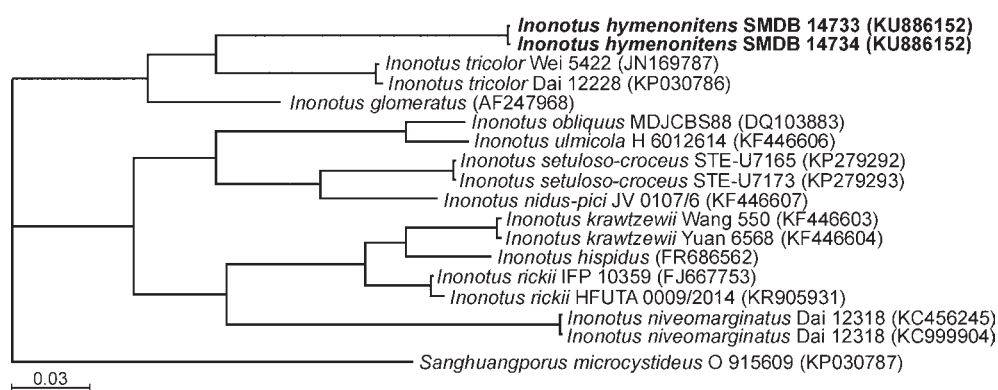 Inonotus hymenonitens SMDB 14733 (KU886152)
Inonotus hymenonitens SMDB 14734 (KU886152)
Inonotus tricolor Wei 5422 (JN169787)
Inonotus tricolor Dai 12228 (KP030786)
Inonotus glomeratus (AF247968)
Inonotus obliquus MDJCBS88 (DQ103883)
Inonotus ulmicola H 6012614 (KF446606)
Inonotus setuloso-croceus STE-U7165 (KP279292)
Inonotus setuloso-croceus STE-U7173 (KP279293)
Inonotus nidus-pici JV 0107/6 (KF446607)
Inonotus krawtzewii Wang 550 (KF446603)
Inonotus krawtzewii Yuan 6568 (KF446604)
Inonotus hispidus (FR686562)
Inonotus rickii IFP 10359 (FJ667753)
Inonotus rickii HFUTA 0009/2014 (KR905931)
Inonotus niveomarginatus Dai 12318 (KC456245)
Inonotus niveomarginatus Dai 12318 (KC999904)
Sanghuangporus microcystideus O 915609 (KP030787)
0.03